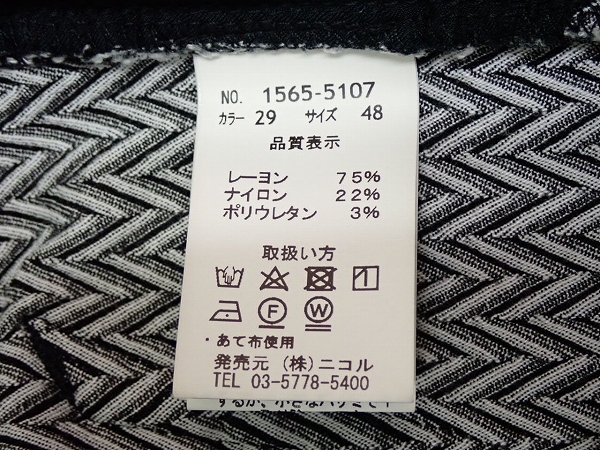 NO. 1565-5107
カラー 29 サイズ 48
品質表示
レーヨン 75%
ナイロン 22%
ポリウレタン 3%
取扱い方
F W
・あて布使用
発売元 (株)ニコル
TEL 03-5778-5400